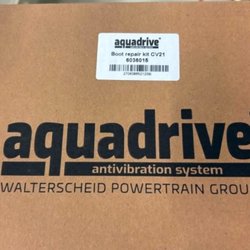 aquadrive
Boot repair kit CV21
6036015
aquadrive
antivibration system
WALTERSCHEID POWERTRAIN GROU